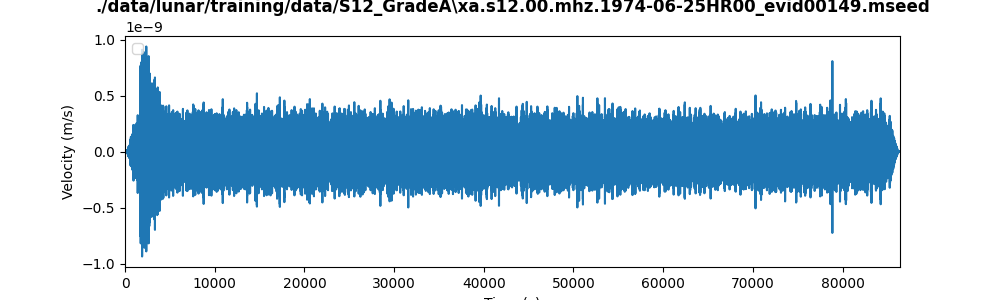 ./data/lunar/training/data/S12_GradeA\xa.s12.00.mhz.1974-06-25HR00_evid00149.mseed
1e−9
1.0
0.5
0.0
−0.5
−1.0
Velocity (m/s)
0 10000 20000 30000 40000 50000 60000 70000 80000